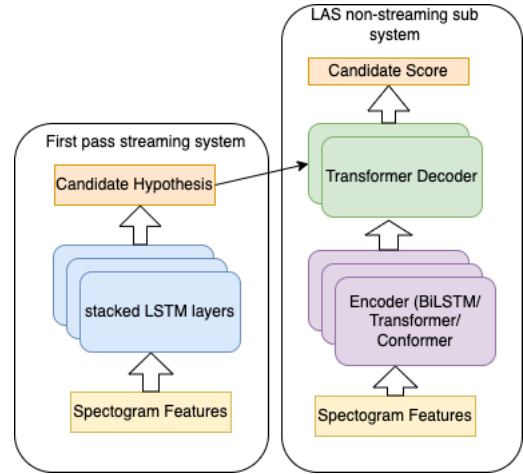 First pass streaming system
Candidate Hypothesis
stacked LSTM layers
Spectogram Features
LAS non-streaming sub
system
Candidate Score
Transformer Decoder
Encoder (BiLSTM/
Transformer/
Conformer
Spectogram Features